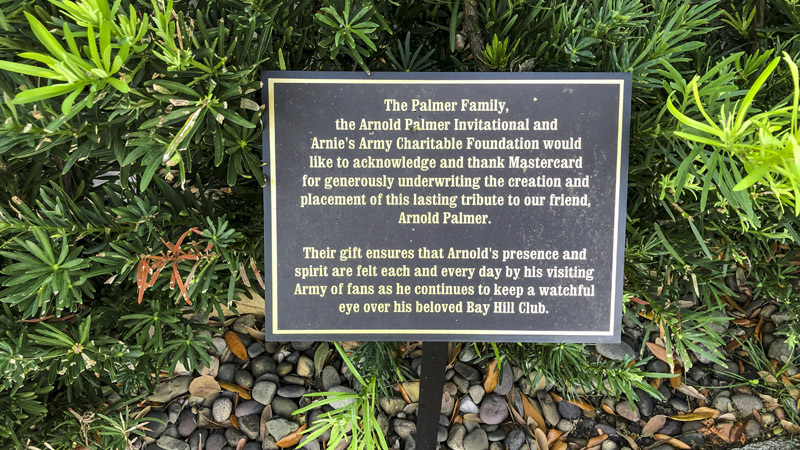 The Palmer Family,
the Arnold Palmer Invitational and
Arnie's Army Charitable Foundation would
like to acknowledge and thank Mastercard
for generously underwriting the creation and
placement of this lasting tribute to our friend,
Arnold Palmer.
Their gift ensures that Arnold's presence and
spirit are felt each and every day by his visiting
Army of fans as he continues to keep a watchful
eye over his beloved Bay Hill Club.